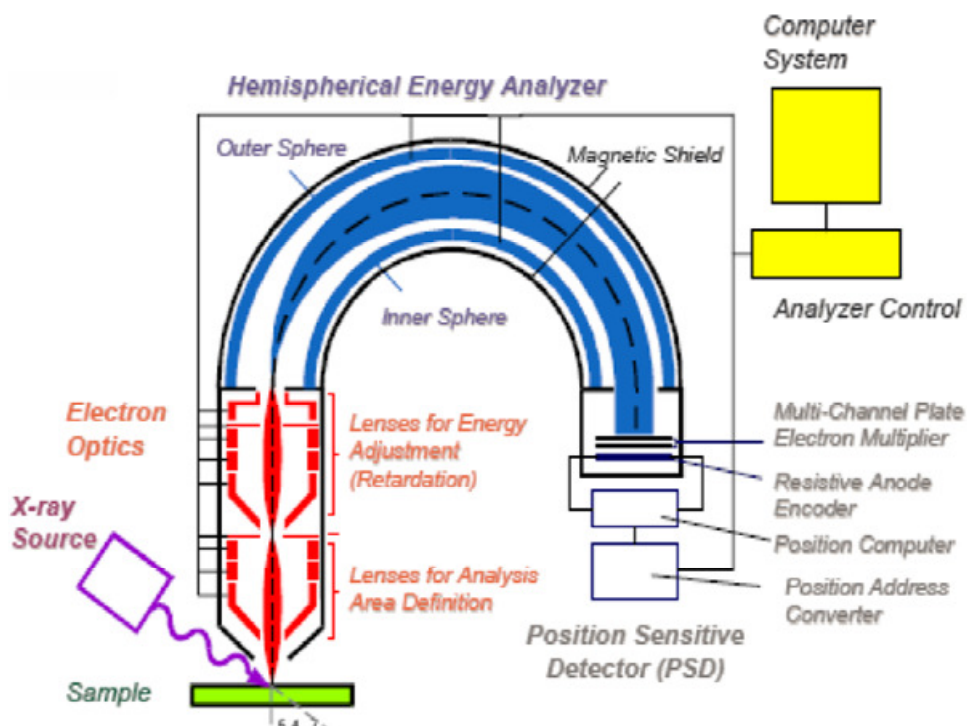 Computer
System
Hemispherical Energy Analyzer
Outer Sphere
Magnetic Shield
Inner Sphere
Analyzer Control
Electron
Optics
Lenses for Energy
Adjustment
(Retardation)
Multi-Channel Plate
Electron Multiplier
Resistive Anode
Encoder
X-ray
Source
Position Computer
Lenses for Analysis
Area Definition
Position Address
Converter
Position Sensitive
Detector (PSD)
Sample